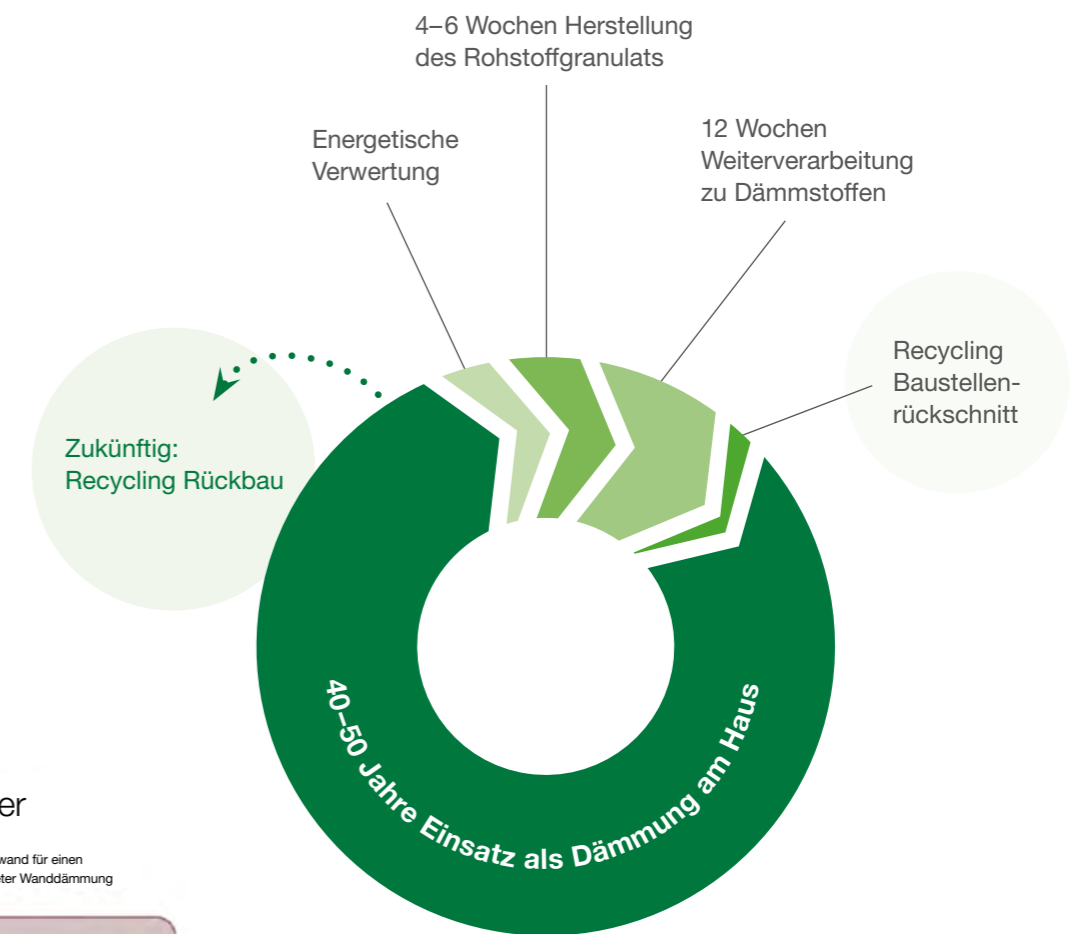 4–6 Wochen Herstellung
des Rohstoffgranulats
Energetische
Verwertung
12 Wochen
Weiterverarbeitung
zu Dämmstoffen
Recycling
Baustellen-
rückschnitt
Zukünftig:
Recycling Rückbau
40–50 Jahre Einsatz als Dämmung am Haus
er
wand für einen
eter Wanddämmung